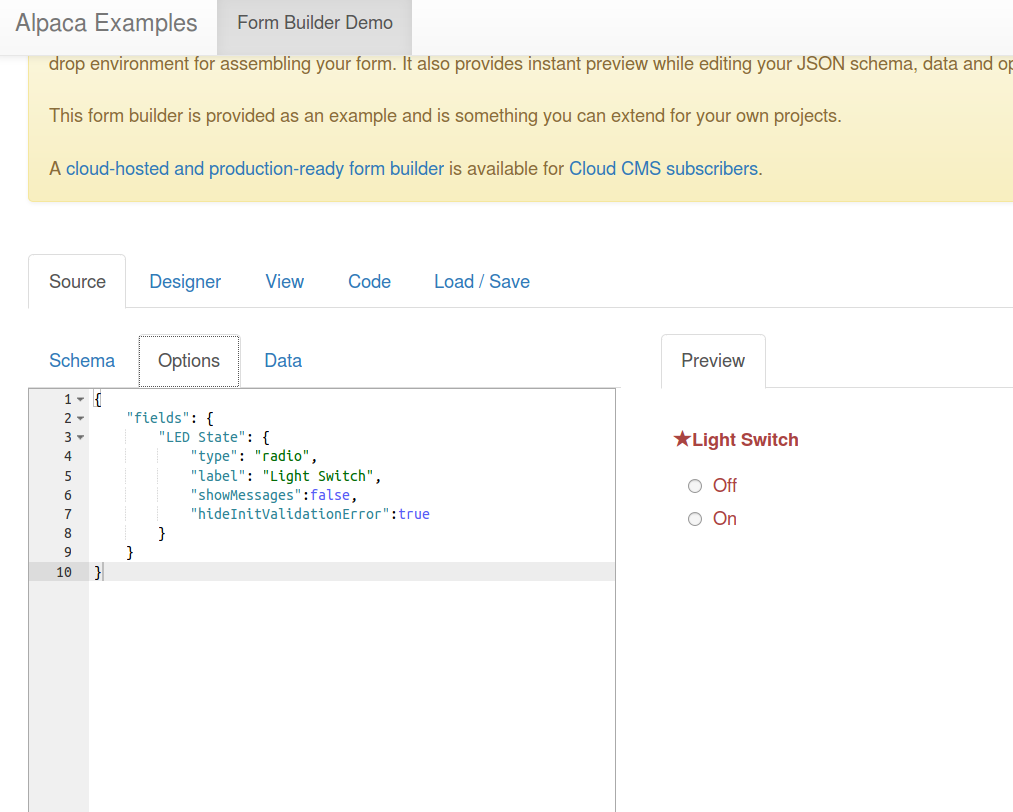 Alpaca Examples
Form Builder Demo
drop environment for assembling your form. It also provides instant preview while editing your JSON schema, data and op
This form builder is provided as an example and is something you can extend for your own projects.
A cloud-hosted and production-ready form builder is available for Cloud CMS subscribers.
Source
Designer
View
Code
Load / Save
Schema
Options
Data
1 {
2 "fields": {
3 "LED State": {
4 "type": "radio",
5 "label": "Light Switch",
6 "showMessages":false,
7 "hideInitValidationError":true
8 }
9 }
10 }
Preview
★Light Switch
Off
On